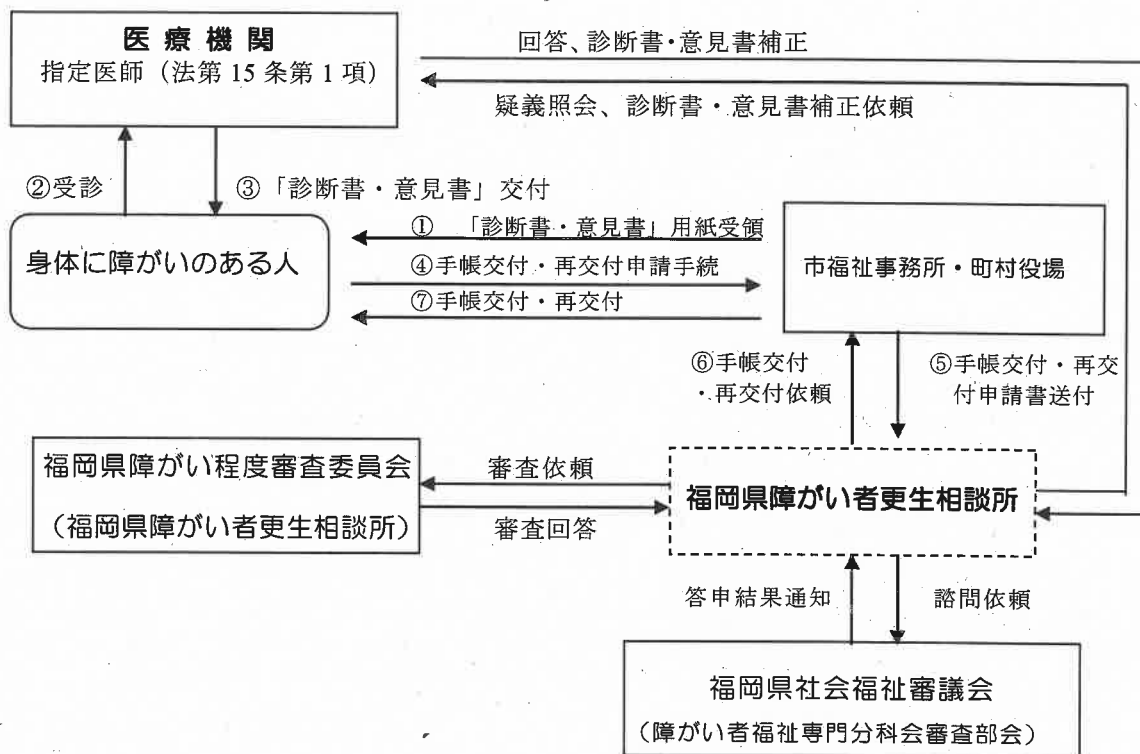 医療機関
指定医師（法第15条第1項）
回答、診断書・意見書補正
疑義照会、診断書・意見書補正依頼
②受診
③「診断書・意見書」交付
① 「診断書・意見書」用紙受領
身体に障がいのある人
④手帳交付・再交付申請手続
⑦手帳交付・再交付
市福祉事務所・町村役場
⑥手帳交付
・再交付依頼
⑤手帳交付・再交
付申請書送付
福岡県障がい程度審査委員会
（福岡県障がい者更生相談所）
審査依頼
審査回答
福岡県障がい者更生相談所
答申結果通知
諮問依頼
福岡県社会福祉審議会
（障がい者福祉専門分科会審査部会）